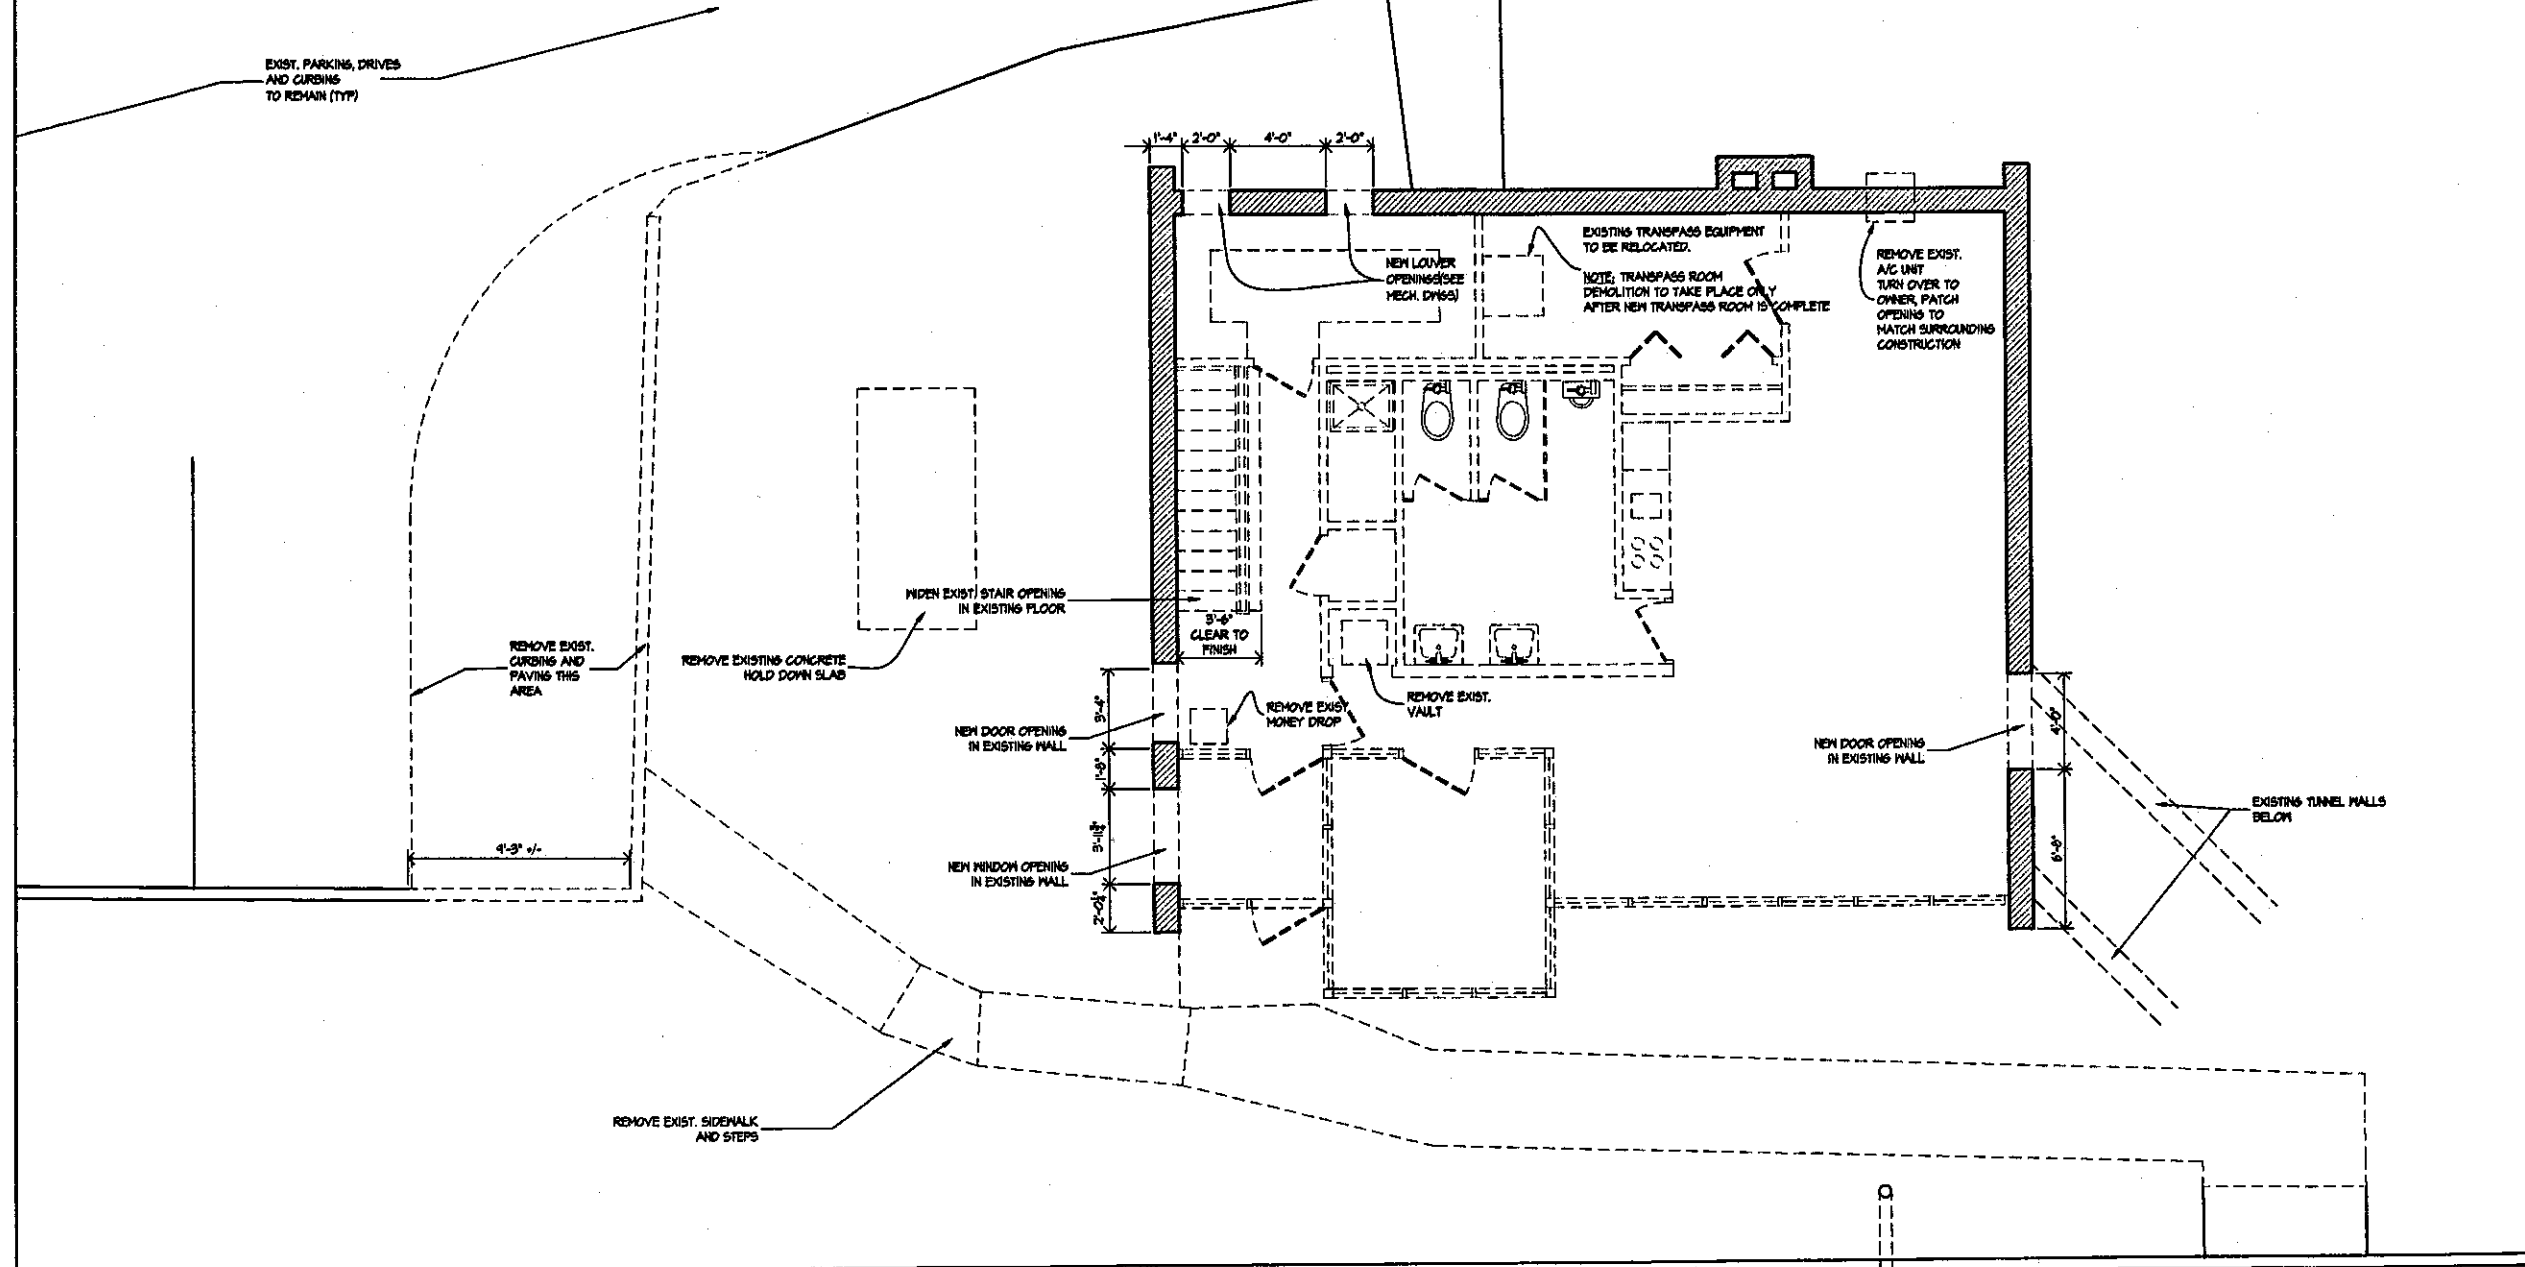 EXIST. PARKING, DRIVES
AND CURBING
TO REMAIN (TYP)
1'-4" 2'-0" 4'-0" 2'-0"
NEW LOUVER
OPENINGS(SEE
MECH. DWGS)
EXISTING TRANSPASS EQUIPMENT
TO BE RELOCATED.
NOTE: TRANSPASS ROOM
DEMOLITION TO TAKE PLACE ONLY
AFTER NEW TRANSPASS ROOM IS COMPLETE
REMOVE EXIST.
A/C UNIT
TURN OVER TO
OWNER, PATCH
OPENING TO
MATCH SURROUNDING
CONSTRUCTION
WIDEN EXIST. STAIR OPENING
IN EXISTING FLOOR
3'-6"
CLEAR TO
FINISH
REMOVE EXIST.
CURBING AND
PAVING THIS
AREA
REMOVE EXISTING CONCRETE
HOLD DOWN SLAB
REMOVE EXIST.
MONEY DROP
REMOVE EXIST.
VAULT
3'-4"
NEW DOOR OPENING
IN EXISTING WALL
1'-8"
NEW DOOR OPENING
IN EXISTING WALL
4'-0"
EXISTING TUNNEL WALLS
BELOW
6'-8"
9'-3" +/-
NEW WINDOW OPENING
IN EXISTING WALL
REMOVE EXIST. SIDEWALK
AND STEPS